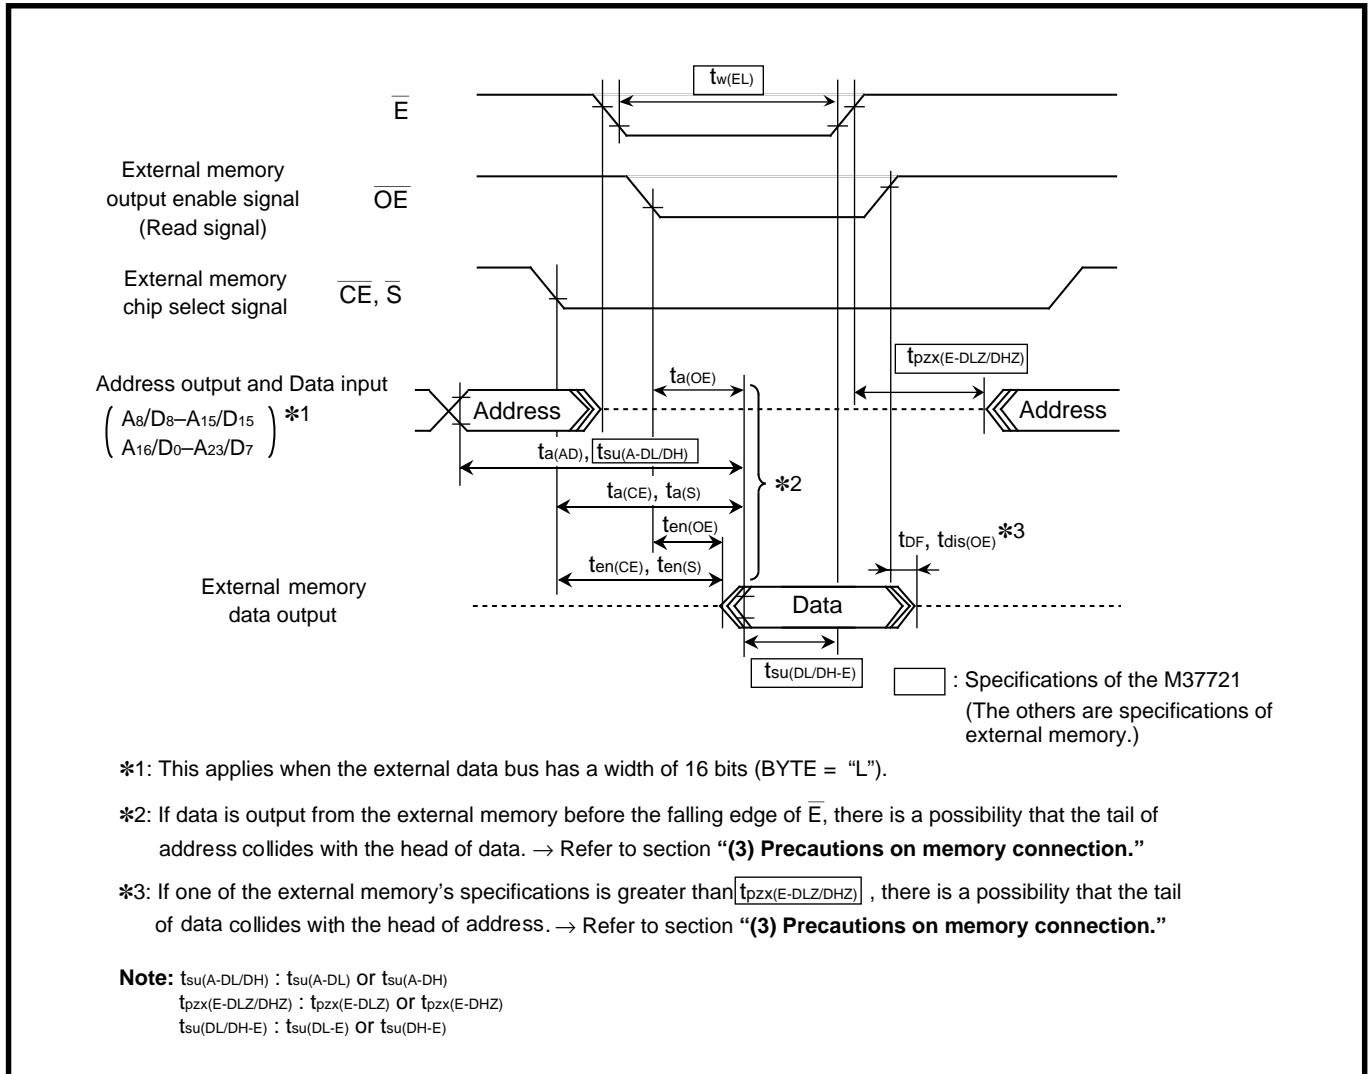 tw(EL)
E
External memory
output enable signal
(Read signal)
OE
External memory
chip select signal
CE, S
tpzx(E-DLZ/DHZ)
ta(OE)
Address output and Data input
A8/D8–A15/D15
A16/D0–A23/D7
✻1
Address
Address
ta(AD), tsu(A-DL/DH)
✻2
ta(CE), ta(S)
ten(OE)
tDF, tdis(OE)✻3
ten(CE), ten(S)
External memory
data output
Data
tsu(DL/DH-E)
: Specifications of the M37721
(The others are specifications of
external memory.)
✻1: This applies when the external data bus has a width of 16 bits (BYTE = “L”).
✻2: If data is output from the external memory before the falling edge of E, there is a possibility that the tail of
address collides with the head of data. → Refer to section “(3) Precautions on memory connection.”
✻3: If one of the external memory’s specifications is greater than tpzx(E-DLZ/DHZ) , there is a possibility that the tail
of data collides with the head of address. → Refer to section “(3) Precautions on memory connection.”
Note: tsu(A-DL/DH) : tsu(A-DL) or tsu(A-DH)
tpzx(E-DLZ/DHZ) : tpzx(E-DLZ) or tpzx(E-DHZ)
tsu(DL/DH-E) : tsu(DL-E) or tsu(DH-E)